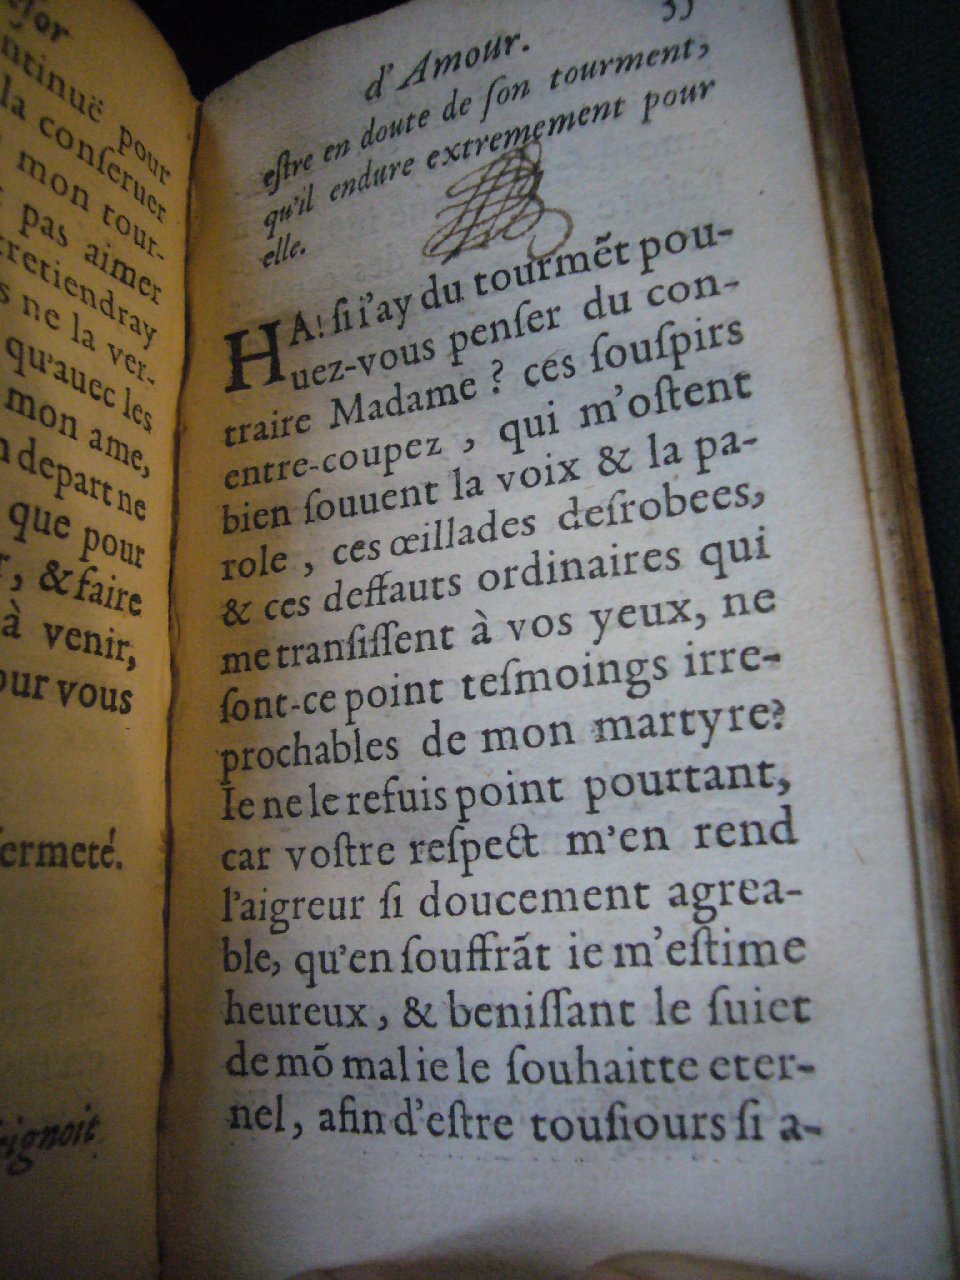 ntinuë pour
la conſeruer
mon tour-
pas aimer
retiendray
s ne la ver-
qu'auec les
mon ame,
depart ne
que pour
, & faire
à venir,
our vous
ermeté.
ignoit
d'Amour.
eſtre en doute de ſon tourment,
qu'il endure extremement pour
elle.
HA! ſi i'ay du tourmẽt pou-
uez-vous penſer du con-
traire Madame ? ces ſouſpirs
entre-coupez , qui m'oſtent
bien ſouuent la voix & la pa-
role , ces œillades deſrobees,
& ces deffauts ordinaires qui
me tranſiſſent à vos yeux, ne
ſont-ce point teſmoings irre-
prochables de mon martyre?
Ie ne le refuis point pourtant,
car voſtre reſpect m'en rend
l'aigreur ſi doucement agrea-
ble, qu'en ſouffrãt ie m'eſtime
heureux , & beniſſant le ſuiet
de mõ mal ie le ſouhaitte eter-
nel , afin d'eſtre touſiours ſi a-